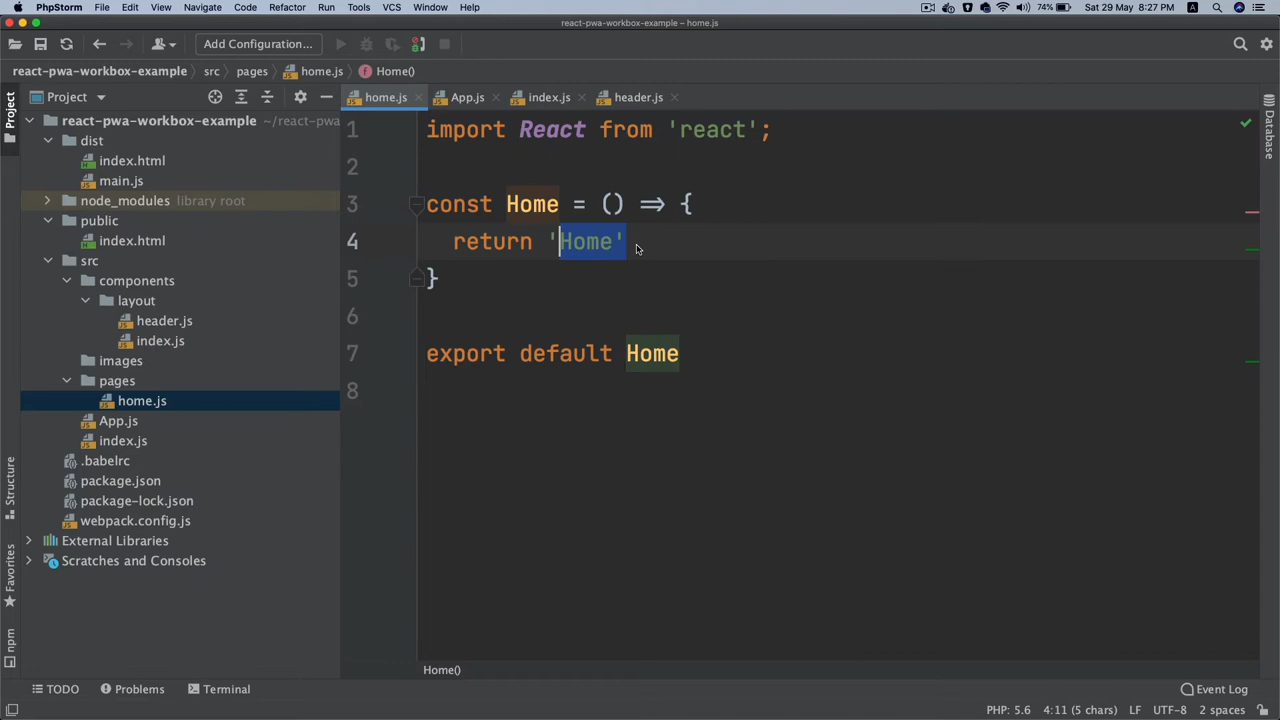 PhpStorm File Edit View Navigate Code Refactor Run Tools VCS Window Help 74% Sat 29 May 8:27 PM
react-pwa-workbox-example – home.js
Add Configuration...
react-pwa-workbox-example src pages home.js Home()
Project home.js App.js index.js header.js
react-pwa-workbox-example ~/react-pwa
dist
index.html
main.js
node_modules library root
public
index.html
src
components
layout
header.js
index.js
images
pages
home.js
App.js
index.js
.babelrc
package.json
package-lock.json
webpack.config.js
External Libraries
Scratches and Consoles
Project
Structure
Favorites
npm
1 import React from 'react';
2
3 const Home = () => {
4 return 'Home'
5 }
6
7 export default Home
8
Database
Home()
TODO Problems Terminal Event Log
PHP: 5.6 4:11 (5 chars) LF UTF-8 2 spaces